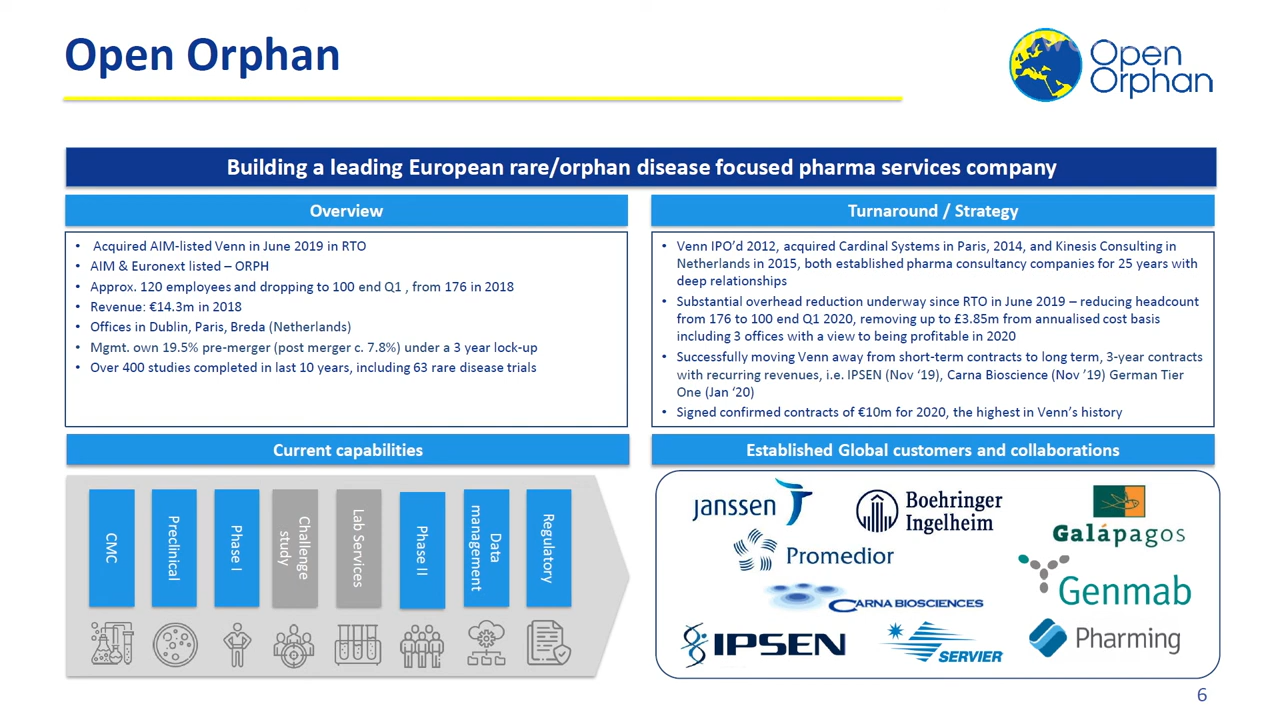 Open Orphan
Open
Orphan
Building a leading European rare/orphan disease focused pharma services company
Overview
• Acquired AIM-listed Venn in June 2019 in RTO
• AIM & Euronext listed – ORPH
• Approx. 120 employees and dropping to 100 end Q1 , from 176 in 2018
• Revenue: €14.3m in 2018
• Offices in Dublin, Paris, Breda (Netherlands)
• Mgmt. own 19.5% pre-merger (post merger c. 7.8%) under a 3 year lock-up
• Over 400 studies completed in last 10 years, including 63 rare disease trials
Turnaround / Strategy
• Venn IPO’d 2012, acquired Cardinal Systems in Paris, 2014, and Kinesis Consulting in
Netherlands in 2015, both established pharma consultancy companies for 25 years with
deep relationships
• Substantial overhead reduction underway since RTO in June 2019 – reducing headcount
from 176 to 100 end Q1 2020, removing up to £3.85m from annualised cost basis
including 3 offices with a view to being profitable in 2020
• Successfully moving Venn away from short-term contracts to long term, 3-year contracts
with recurring revenues, i.e. IPSEN (Nov ‘19), Carna Bioscience (Nov ’19) German Tier
One (Jan ‘20)
• Signed confirmed contracts of €10m for 2020, the highest in Venn’s history
Current capabilities
CMC
Preclinical
Phase I
Challenge
study
Lab Services
Phase II
Data
management
Regulatory
Established Global customers and collaborations
janssen
Boehringer
Ingelheim
Galápagos
Promedior
Genmab
CARNA BIOSCIENCES
IPSEN
SERVIER
Pharming
6